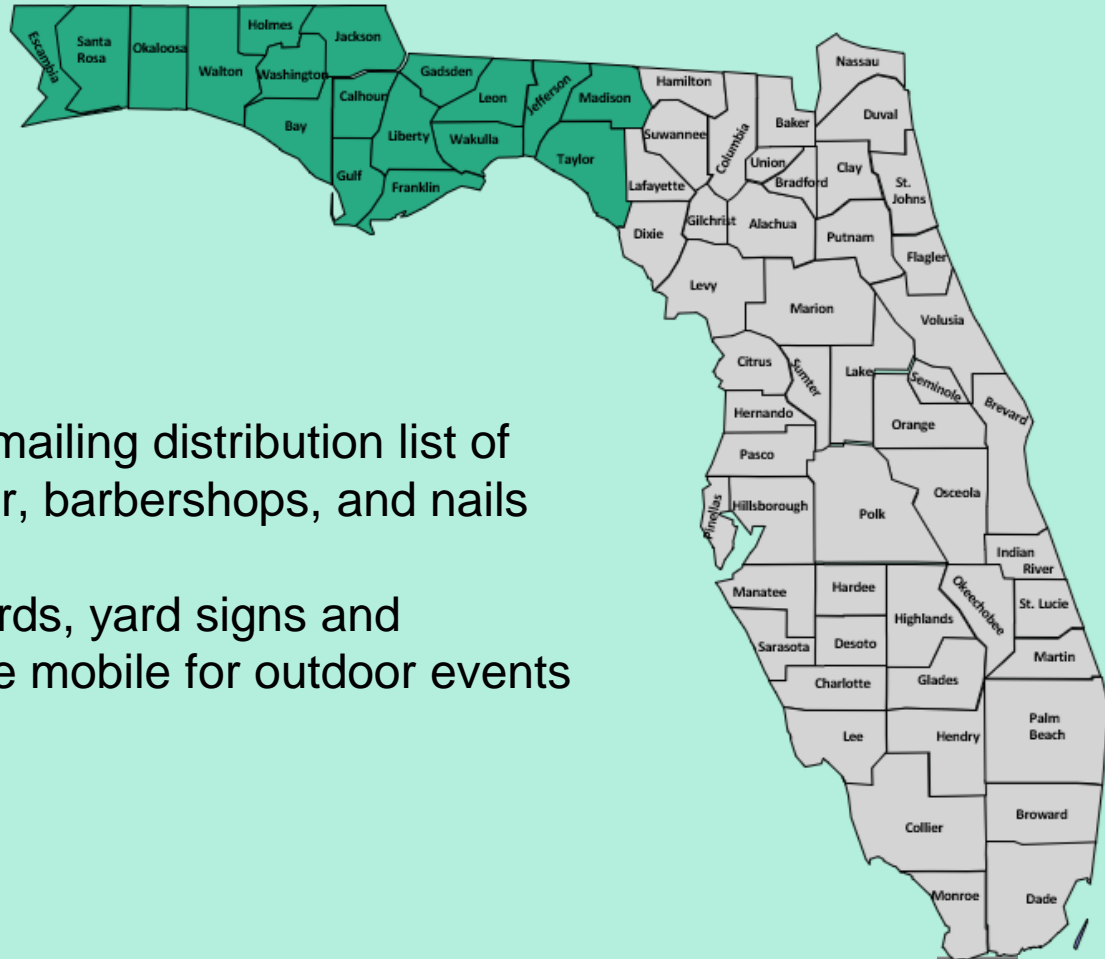 Escambia
Santa
Rosa
Okaloosa
Walton
Holmes
Washington
Jackson
Bay
Calhoun
Gulf
Liberty
Gadsden
Franklin
Leon
Wakulla
Jefferson
Madison
Taylor
Hamilton
Suwannee
Lafayette
Columbia
Dixie
Gilchrist
Baker
Union
Bradford
Alachua
Nassau
Duval
Clay
St.
Johns
Putnam
Flagler
Levy
Marion
Volusia
Citrus
Sumter
Lake
Seminole
Hernando
Orange
Brevard
Pasco
Pinellas
Hillsborough
Polk
Osceola
Indian
River
Manatee
Hardee
Highlands
Okeechobee
St. Lucie
Sarasota
Desoto
Martin
Charlotte
Glades
Lee
Hendry
Palm
Beach
Collier
Broward
Monroe
Dade
mailing distribution list of
r, barbershops, and nails
rds, yard signs and
e mobile for outdoor events